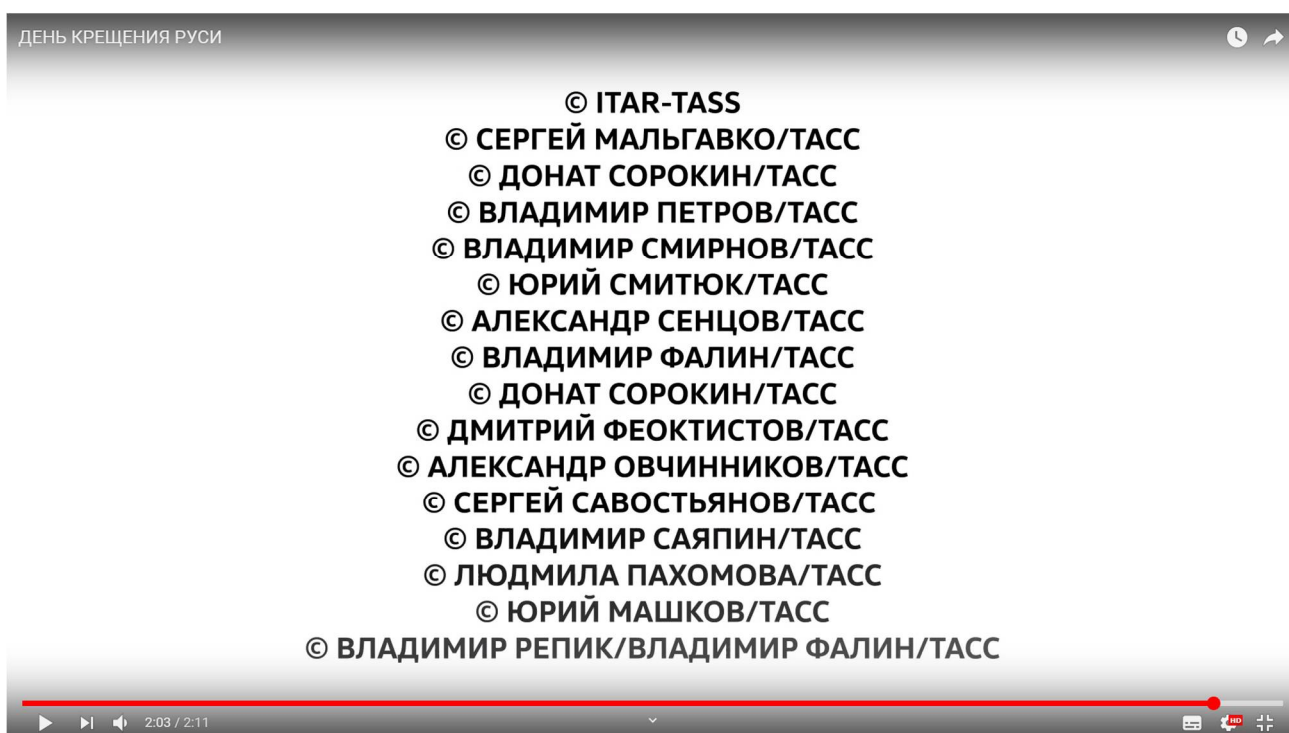 ДЕНЬ КРЕЩЕНИЯ РУСИ
© ITAR-TASS
© СЕРГЕЙ МАЛЬГАВКО/ТАСС
© ДОНАТ СОРОКИН/ТАСС
© ВЛАДИМИР ПЕТРОВ/ТАСС
© ВЛАДИМИР СМИРНОВ/ТАСС
© ЮРИЙ СМИТЮК/ТАСС
© АЛЕКСАНДР СЕНЦОВ/ТАСС
© ВЛАДИМИР ФАЛИН/ТАСС
© ДОНАТ СОРОКИН/ТАСС
© ДМИТРИЙ ФЕОКТИСТОВ/ТАСС
© АЛЕКСАНДР ОВЧИННИКОВ/ТАСС
© СЕРГЕЙ САВОСТЬЯНОВ/ТАСС
© ВЛАДИМИР САЯПИН/ТАСС
© ЛЮДМИЛА ПАХОМОВА/ТАСС
© ЮРИЙ МАШКОВ/ТАСС
© ВЛАДИМИР РЕПИК/ВЛАДИМИР ФАЛИН/ТАСС
2:03 / 2:11 HD